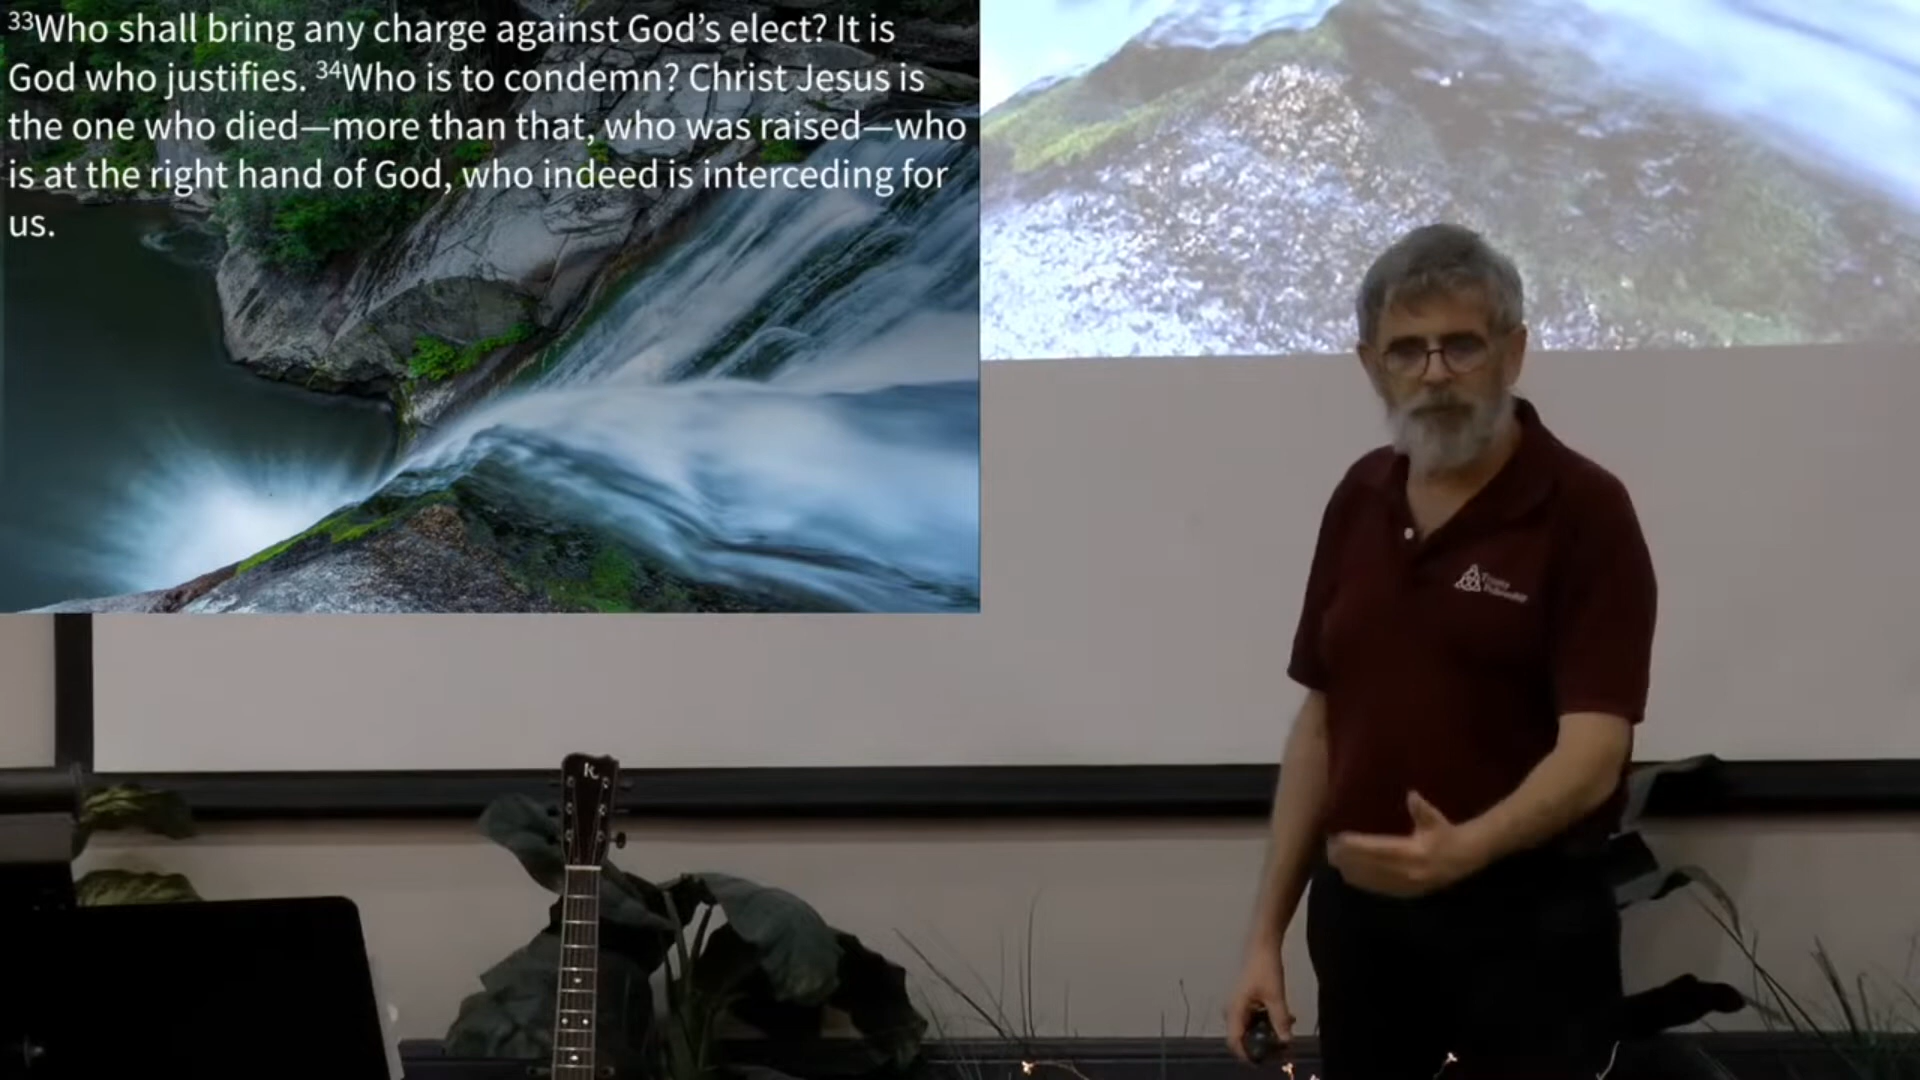 ³³Who shall bring any charge against God’s elect? It is
God who justifies. ³⁴Who is to condemn? Christ Jesus is
the one who died—more than that, who was raised—who
is at the right hand of God, who indeed is interceding for
us.
Trinity
Fellowship
K